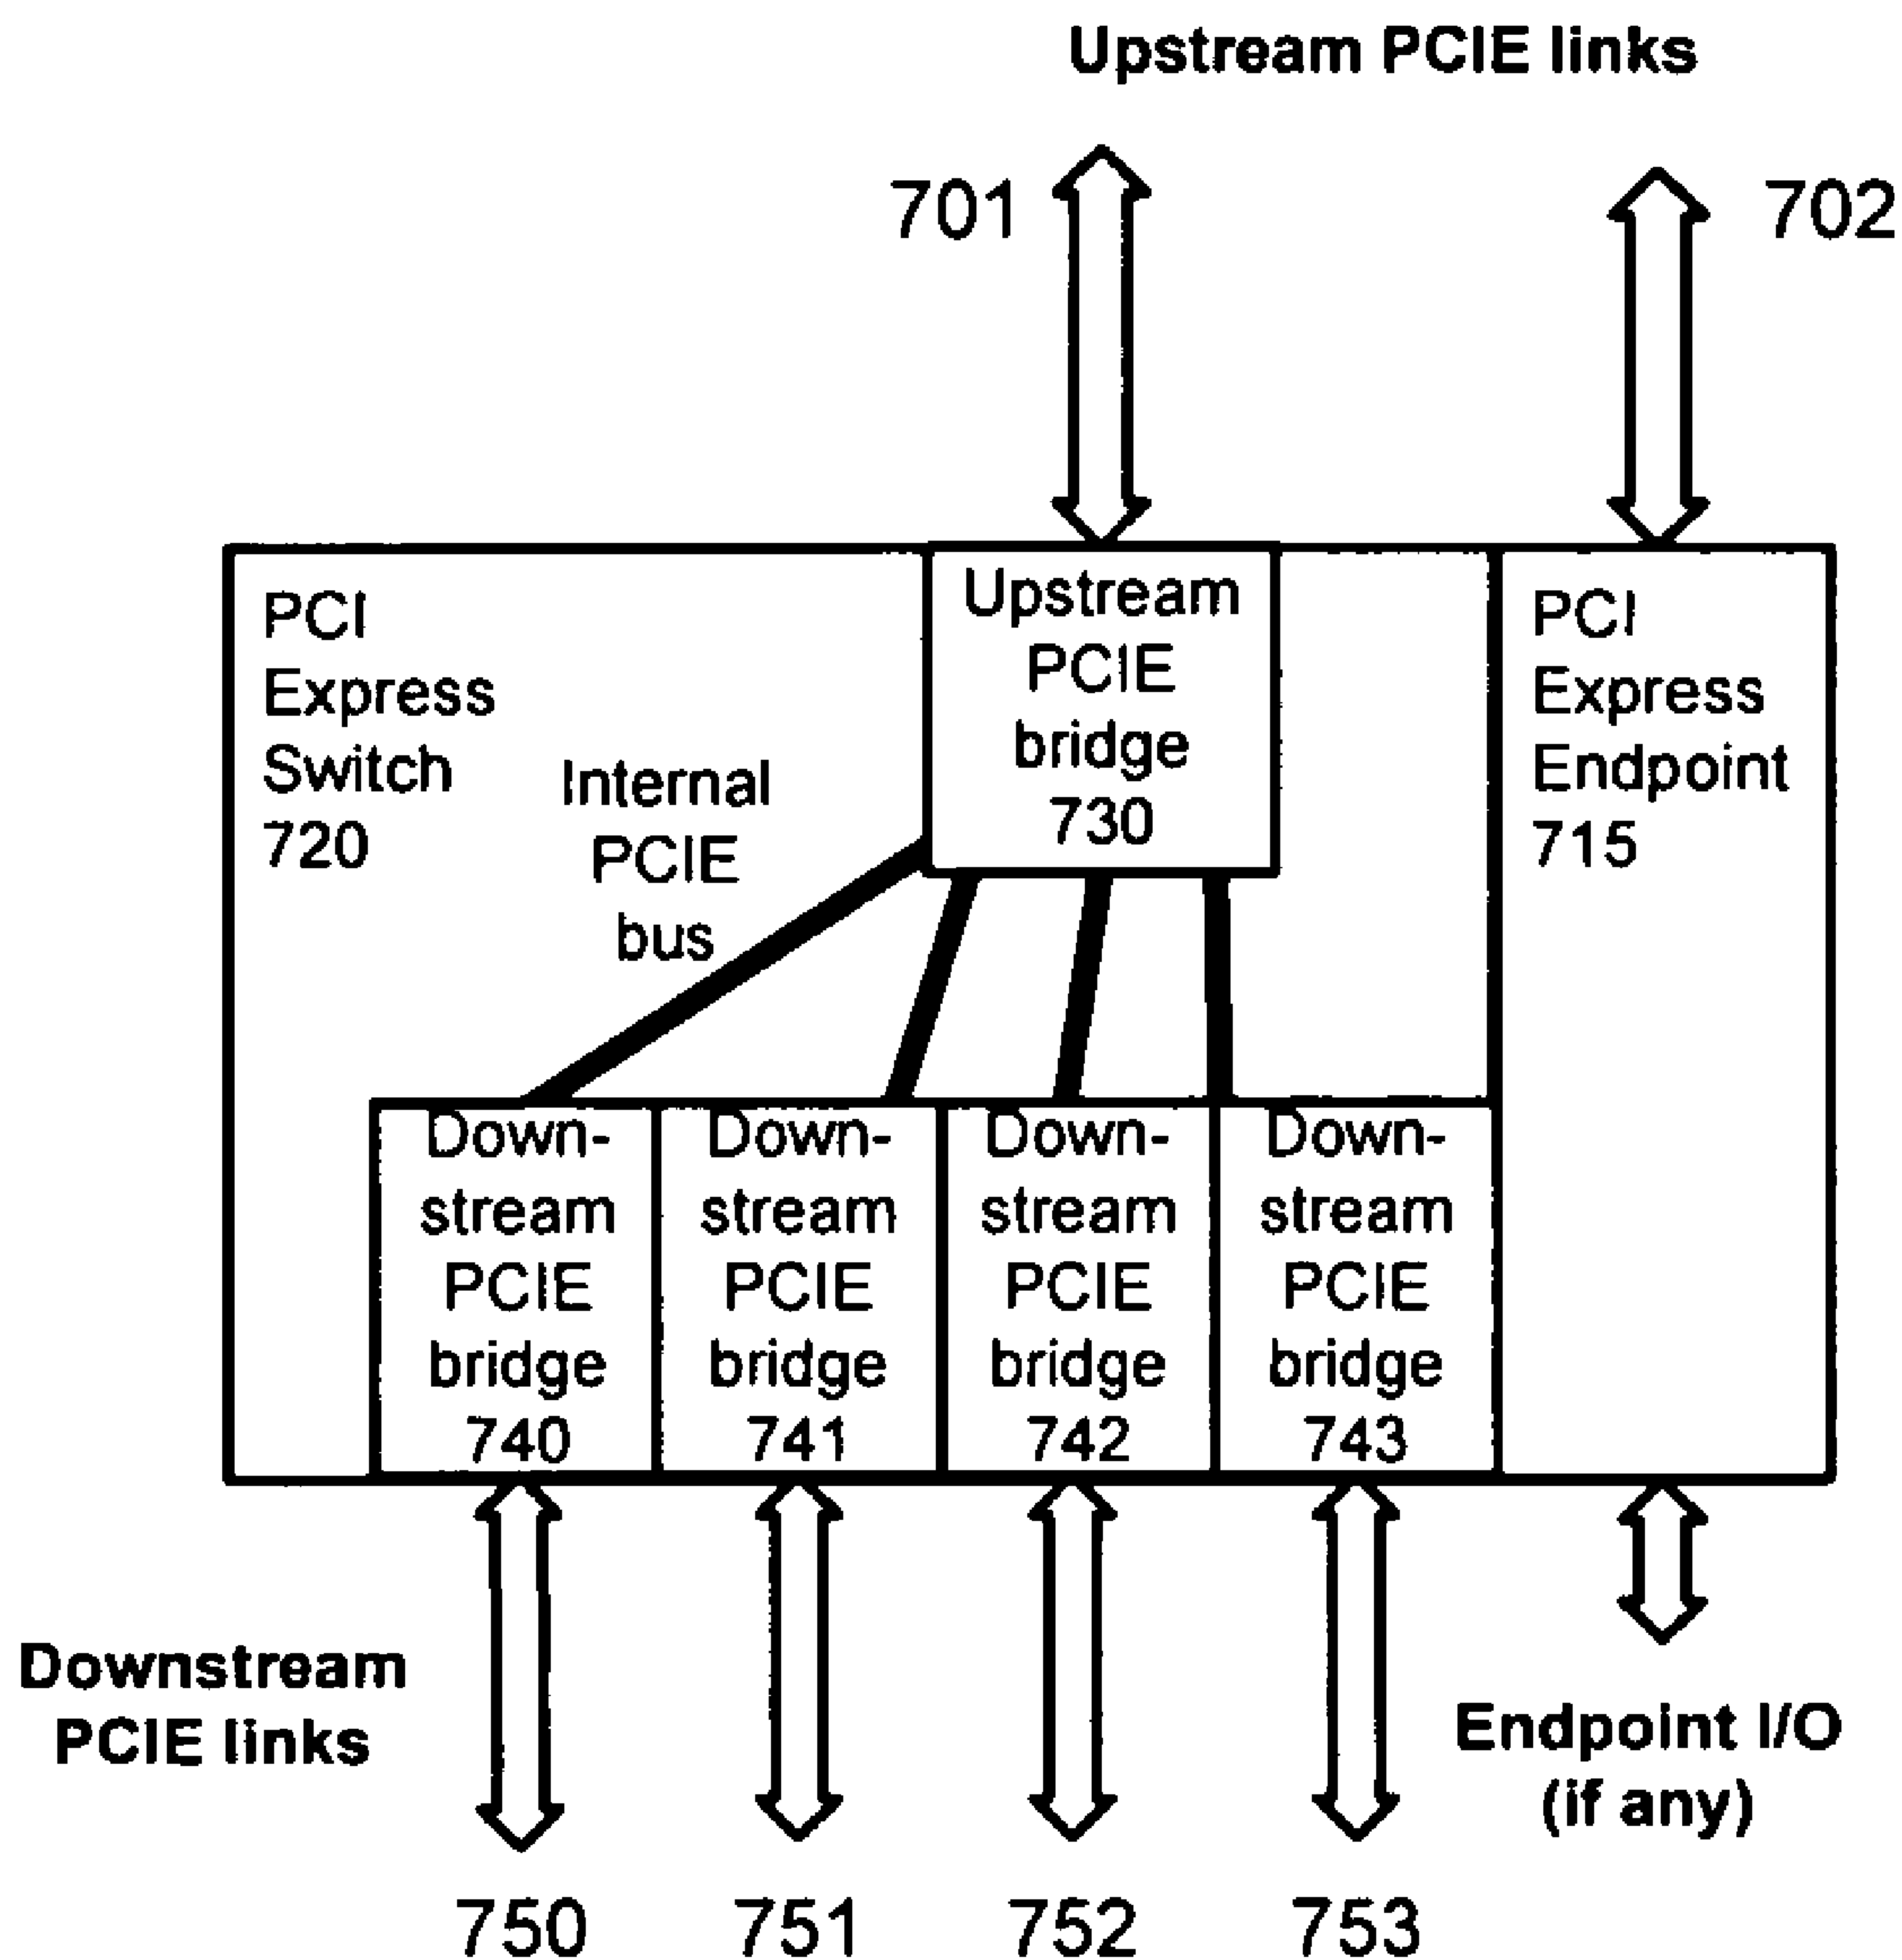 Upstream PCIE links
701
702
PCI
Express
Switch
720
Internal
PCIE
bus
Upstream
PCIE
bridge
730
PCI
Express
Endpoint
715
Down-
stream
PCIE
bridge
740
Down-
stream
PCIE
bridge
741
Down-
stream
PCIE
bridge
742
Down-
stream
PCIE
bridge
743
Downstream
PCIE links
Endpoint I/O
(if any)
750
751
752
753